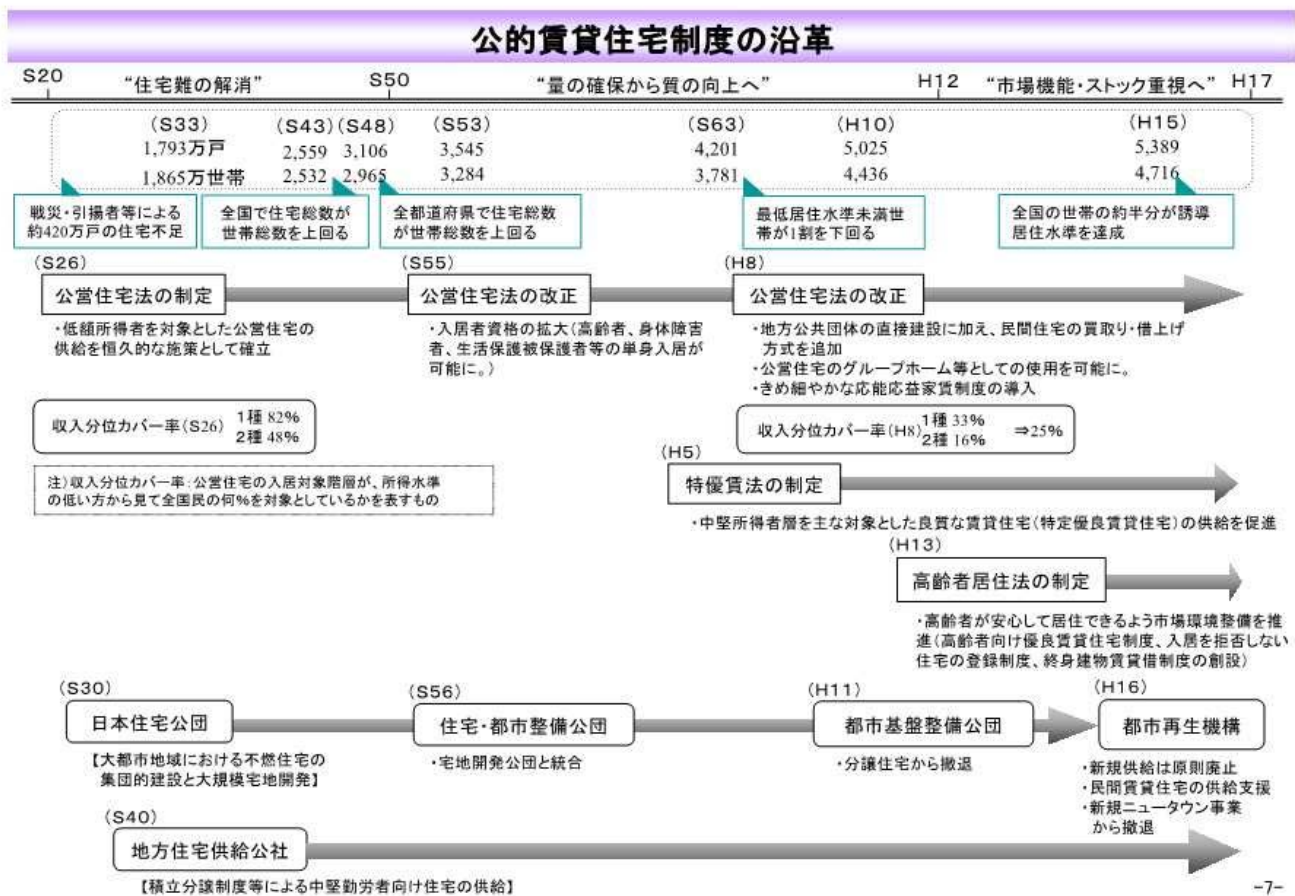 公的賃貸住宅制度の沿革
S20 “住宅難の解消” S50 “量の確保から質の向上へ” H12 “市場機能・ストック重視へ” H17
(S33) (S43) (S48) (S53) (S63) (H10) (H15)
1,793万戸 2,559 3,106 3,545 4,201 5,025 5,389
1,865万世帯 2,532 2,965 3,284 3,781 4,436 4,716
戦災・引揚者等による
約420万戸の住宅不足
全国で住宅総数が
世帯総数を上回る
全都道府県で住宅総数
が世帯総数を上回る
最低居住水準未満世
帯が1割を下回る
全国の世帯の約半分が誘導
居住水準を達成
(S26)
公営住宅法の制定
・低額所得者を対象とした公営住宅の
供給を恒久的な施策として確立
(S55)
公営住宅法の改正
・入居者資格の拡大(高齢者、身体障害
者、生活保護被保護者等の単身入居が
可能に。)
(H8)
公営住宅法の改正
・地方公共団体の直接建設に加え、民間住宅の買取り・借上げ
方式を追加
・公営住宅のグループホーム等としての使用を可能に。
・きめ細やかな応能応益家賃制度の導入
収入分位カバー率(S26) 1種 82%
2種 48%
収入分位カバー率(H8) 1種 33%
2種 16% ⇒25%
注)収入分位カバー率:公営住宅の入居対象階層が、所得水準
の低い方から見て全国民の何%を対象としているかを表すもの
(H5)
特優賃法の制定
・中堅所得者層を主な対象とした良質な賃貸住宅(特定優良賃貸住宅)の供給を促進
(H13)
高齢者居住法の制定
・高齢者が安心して居住できるよう市場環境整備を推
進(高齢者向け優良賃貸住宅制度、入居を拒否しない
住宅の登録制度、終身建物賃貸借制度の創設)
(S30)
日本住宅公団
【大都市地域における不燃住宅の
集団的建設と大規模宅地開発】
(S56)
住宅・都市整備公団
・宅地開発公団と統合
(H11)
都市基盤整備公団
・分譲住宅から撤退
(H16)
都市再生機構
・新規供給は原則廃止
・民間賃貸住宅の供給支援
・新規ニュータウン事業
から撤退
(S40)
地方住宅供給公社
【積立分譲制度等による中堅勤労者向け住宅の供給】
-7-